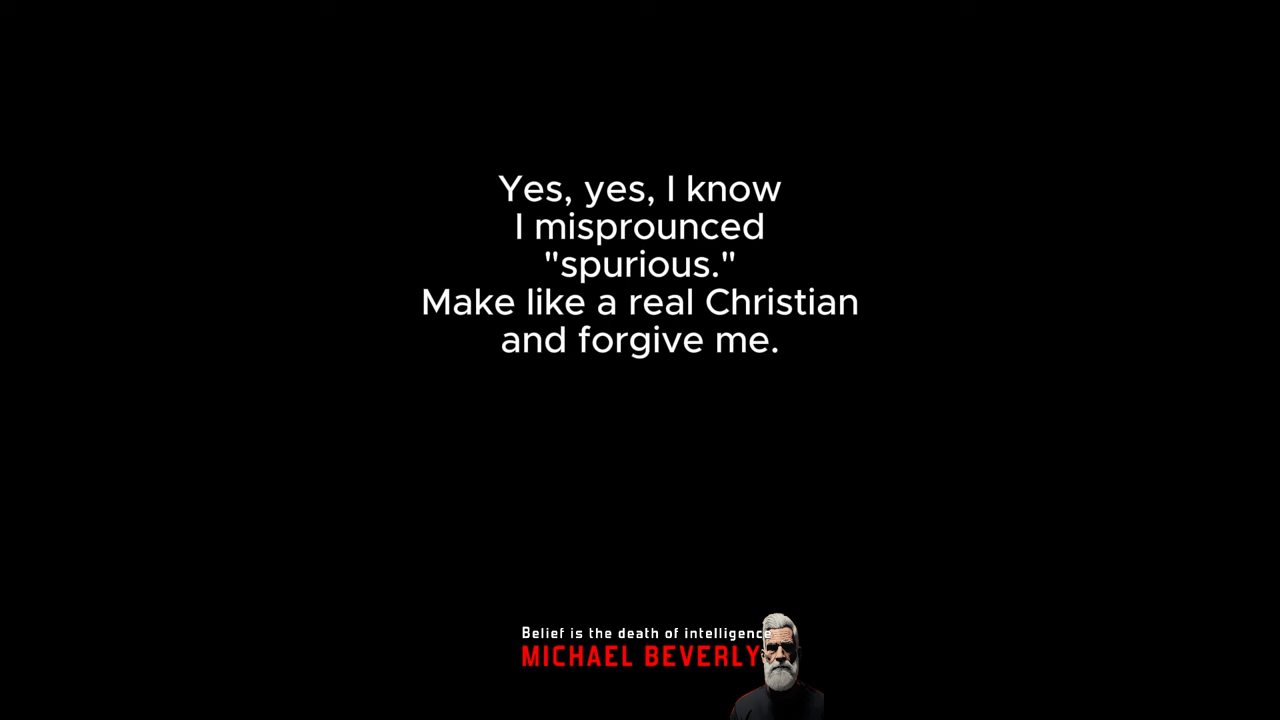 Yes, yes, I know
I misprounced
"spurious."
Make like a real Christian
and forgive me.
Belief is the death of intelligence
MICHAEL BEVERLY